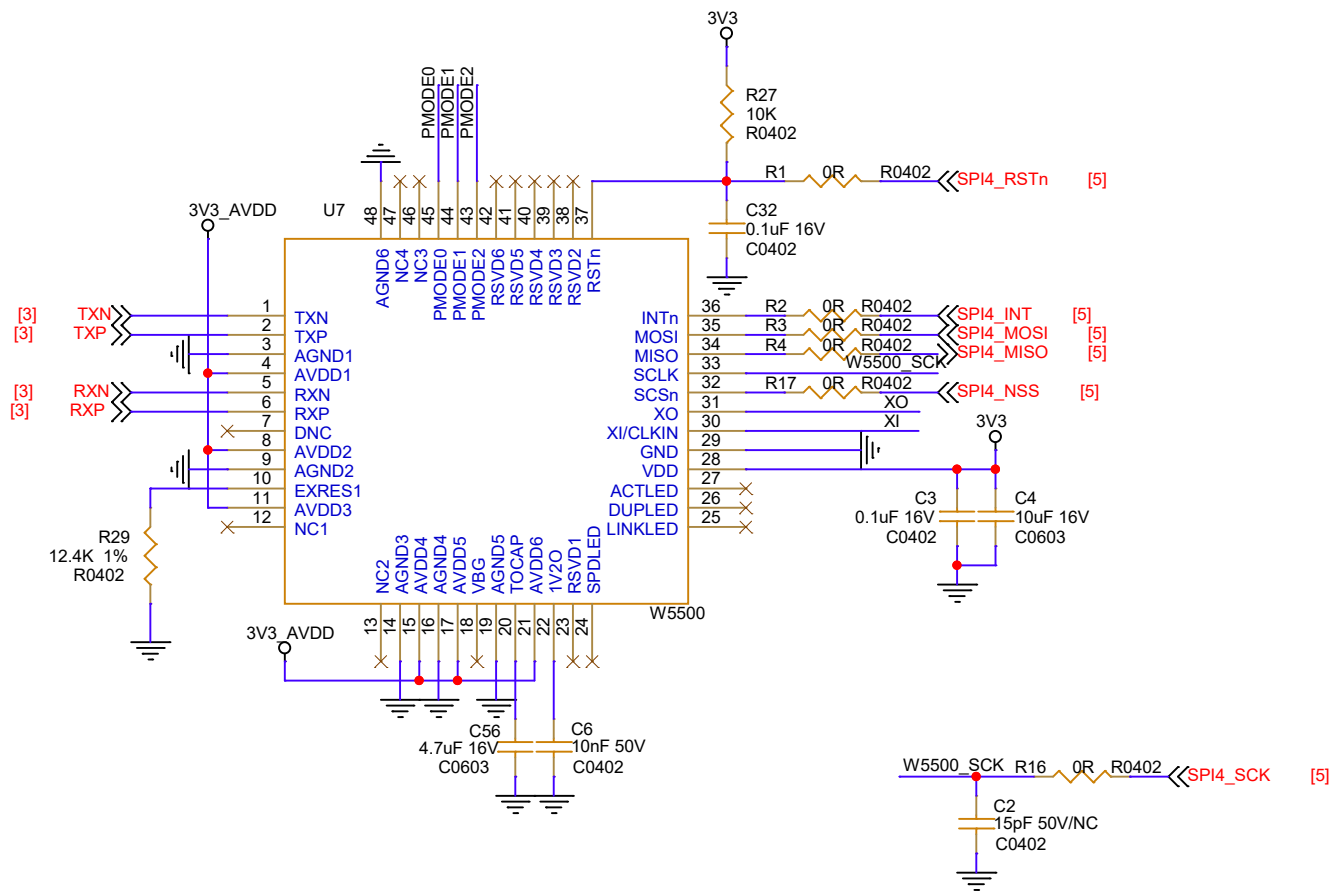 3V3
R27
10K
R0402
PMODE0
PMODE1
PMODE2
R1 0R R0402 SPI4_RSTn [5]
C32
0.1uF 16V
C0402
3V3_AVDD
U7
48 47 46 45 44 43 42 41 40 39 38 37
AGND6 NC4 NC3 PMODE0 PMODE1 PMODE2 RSVD6 RSVD5 RSVD4 RSVD3 RSVD2 RSTn
[3] TXN 1 TXN
[3] TXP 2 TXP
3 AGND1
4 AVDD1
[3] RXN 5 RXN
[3] RXP 6 RXP
7 DNC
8 AVDD2
9 AGND2
10 EXRES1
11 AVDD3
12 NC1
INTn 36 R2 0R R0402 SPI4_INT [5]
MOSI 35 R3 0R R0402 SPI4_MOSI [5]
MISO 34 R4 0R R0402 SPI4_MISO [5]
SCLK 33 W5500_SCK
SCSn 32 R17 0R R0402 SPI4_NSS [5]
XO 31 XO
XI/CLKIN 30 XI
GND 29
VDD 28
3V3
ACTLED 27
DUPLED 26
LINKLED 25
C3
0.1uF 16V
C0402
C4
10uF 16V
C0603
R29
12.4K 1%
R0402
NC2 AGND3 AVDD4 AGND4 AVDD5 VBG AGND5 TOCAP AVDD6 1V2O RSVD1 SPDLED
13 14 15 16 17 18 19 20 21 22 23 24
W5500
3V3_AVDD
C56
4.7uF 16V
C0603
C6
10nF 50V
C0402
W5500_SCK R16 0R R0402 SPI4_SCK [5]
C2
15pF 50V/NC
C0402